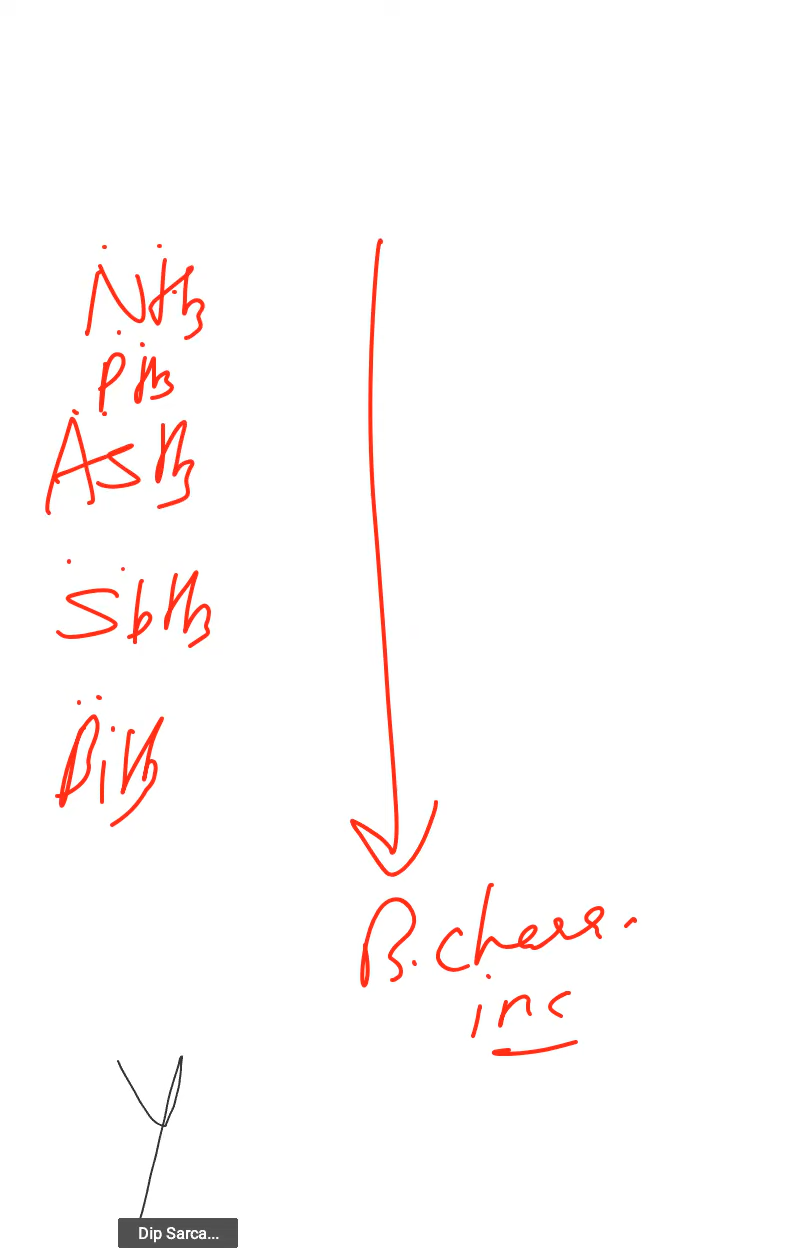 NH3
PH3
AsH3
SbH3
BiH3
B. char.
inc
Y
Dip Sarca...